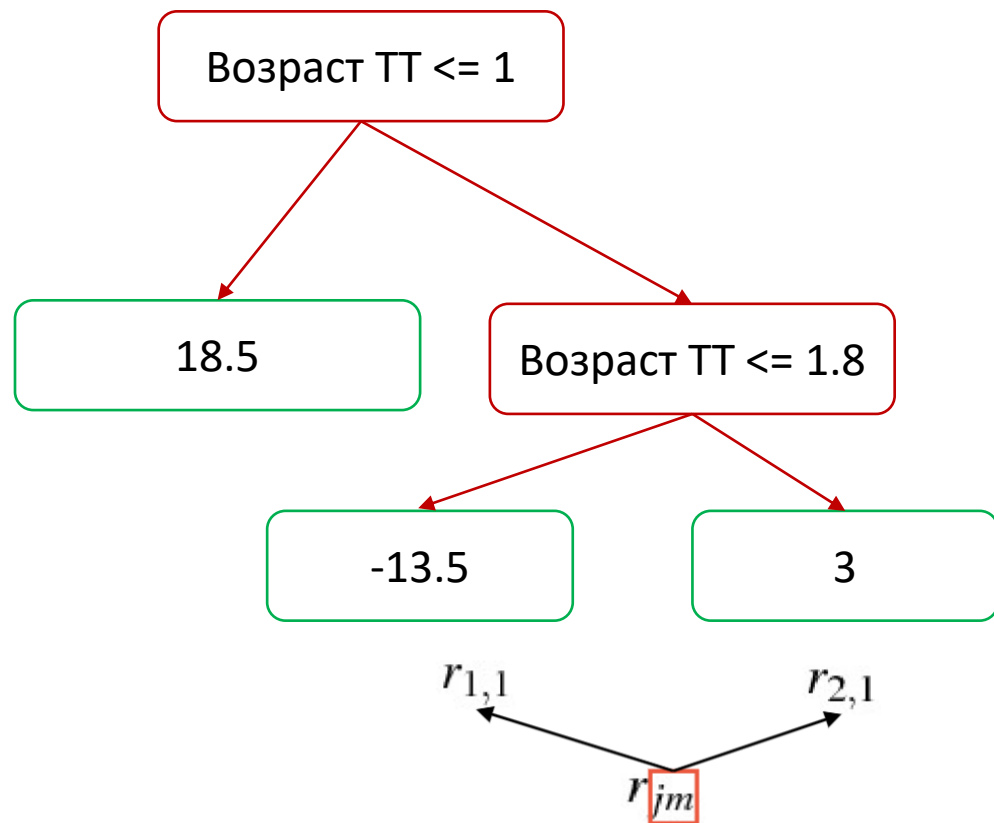 Возраст ТТ <= 1
18.5
Возраст ТТ <= 1.8
-13.5
3
r1,1
r2,1
rjm